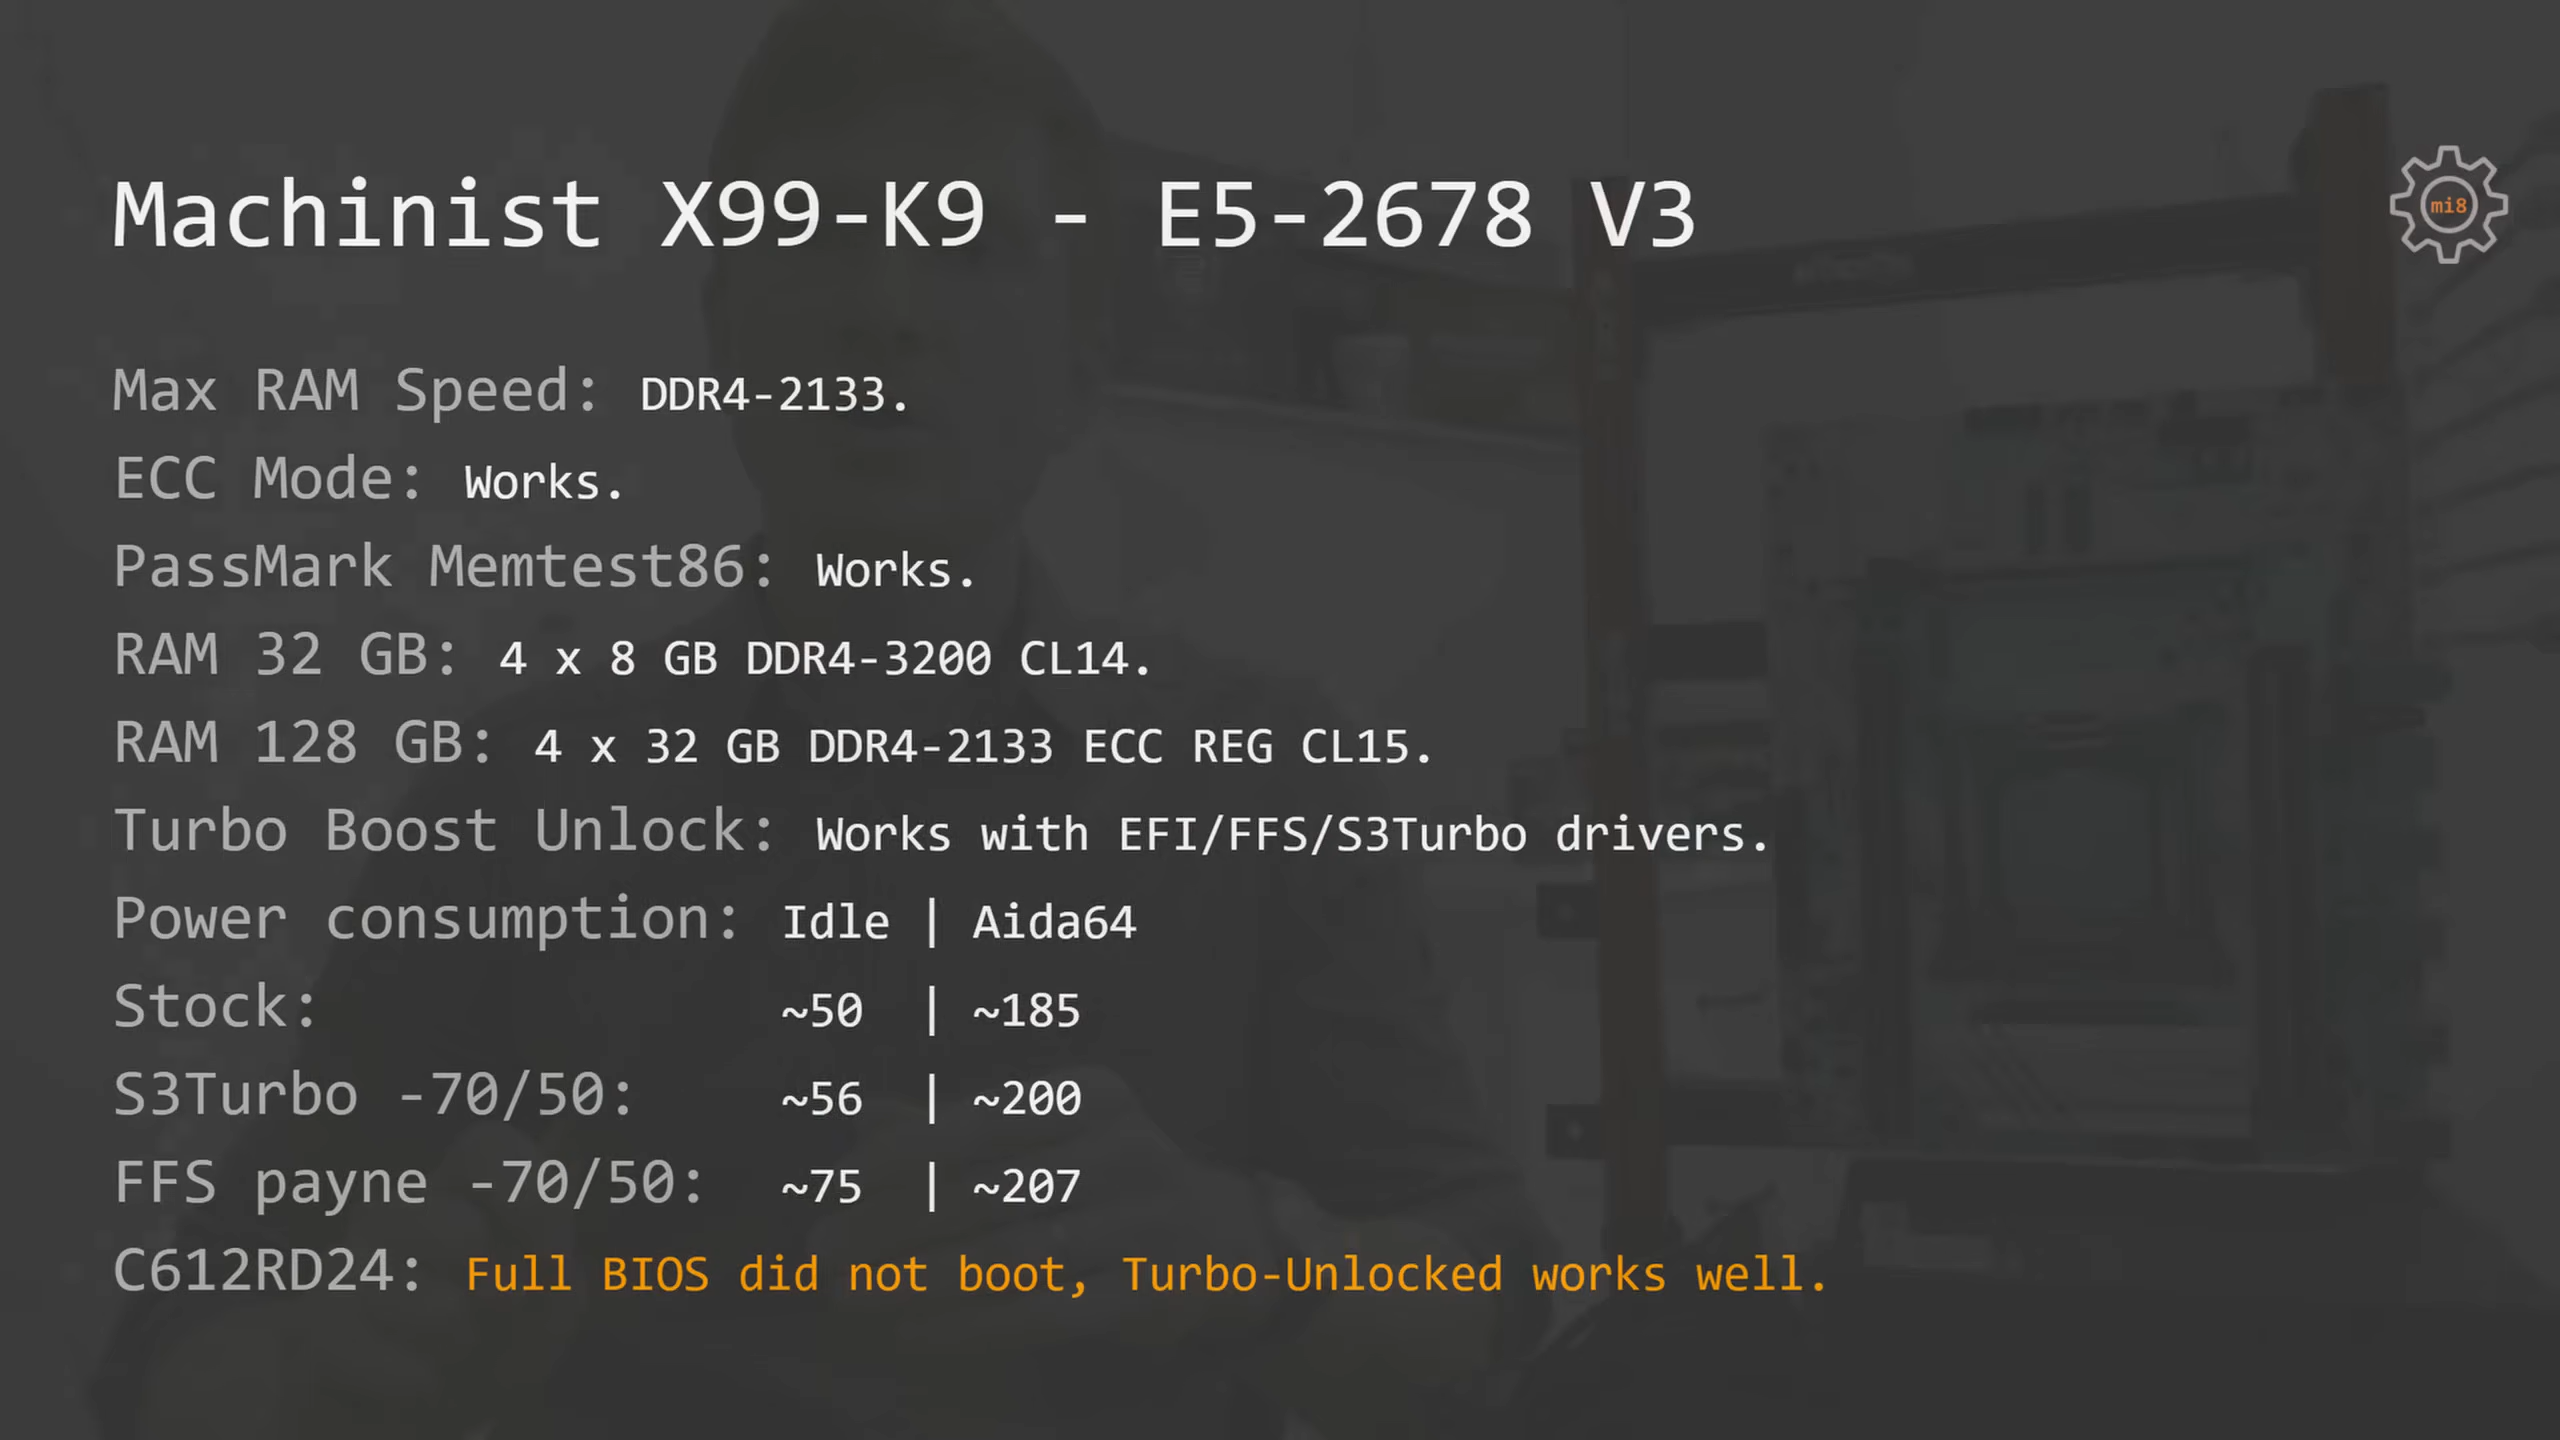 Machinist X99-K9 - E5-2678 V3
mi8
Max RAM Speed: DDR4-2133.
ECC Mode: Works.
PassMark Memtest86: Works.
RAM 32 GB: 4 x 8 GB DDR4-3200 CL14.
RAM 128 GB: 4 x 32 GB DDR4-2133 ECC REG CL15.
Turbo Boost Unlock: Works with EFI/FFS/S3Turbo drivers.
Power consumption: Idle | Aida64
Stock: ~50 | ~185
S3Turbo -70/50: ~56 | ~200
FFS payne -70/50: ~75 | ~207
C612RD24: Full BIOS did not boot, Turbo-Unlocked works well.